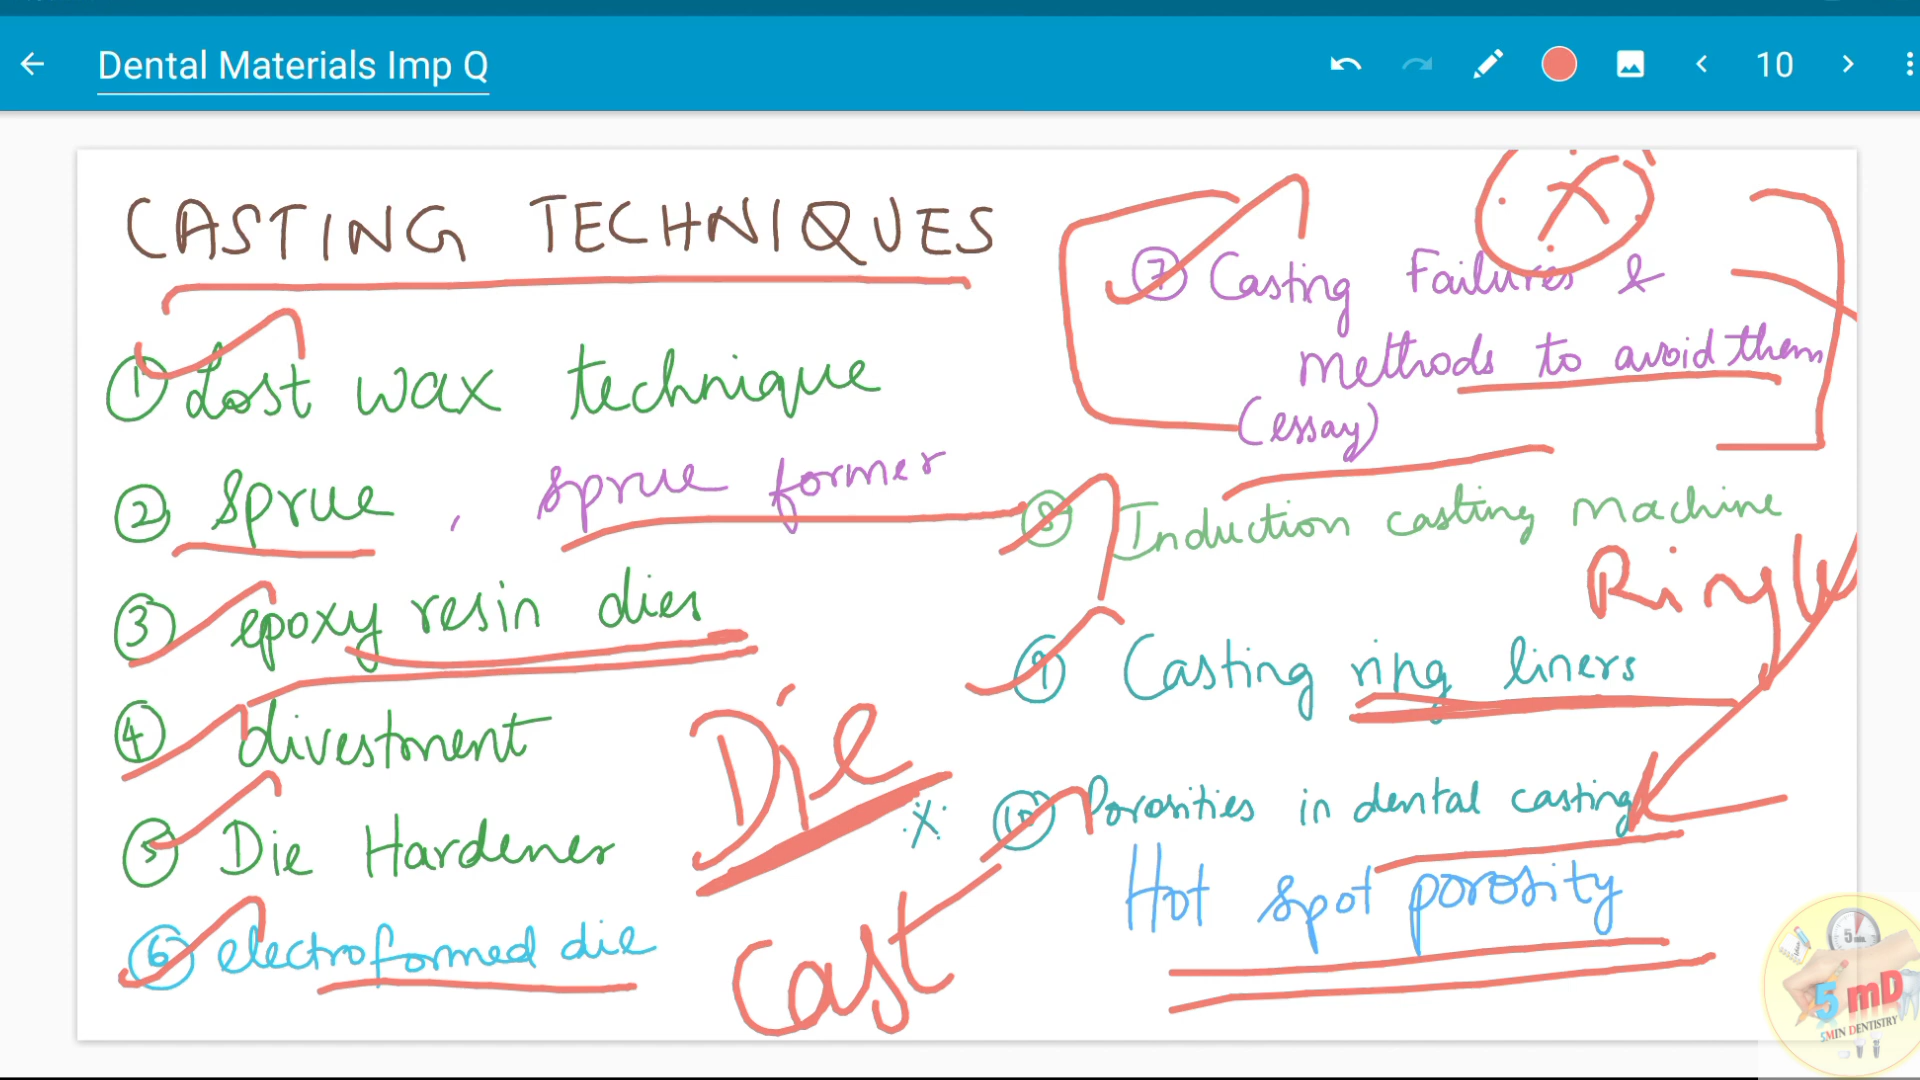 Dental Materials Imp Q
10
CASTING TECHNIQUES
① Lost wax technique
② Sprue, sprue former
③ epoxy resin dies
④ divestment
⑤ Die Hardener
⑥ electroformed die
Die
X
Cast
X
⑦ Casting Failures &
methods to avoid them
(essay)
⑧ Induction casting machine
Ring
⑨ Casting ring liners
⑩ Porosities in dental casting
Hot spot porosity
5
5 mD
5MIN DENTISTRY